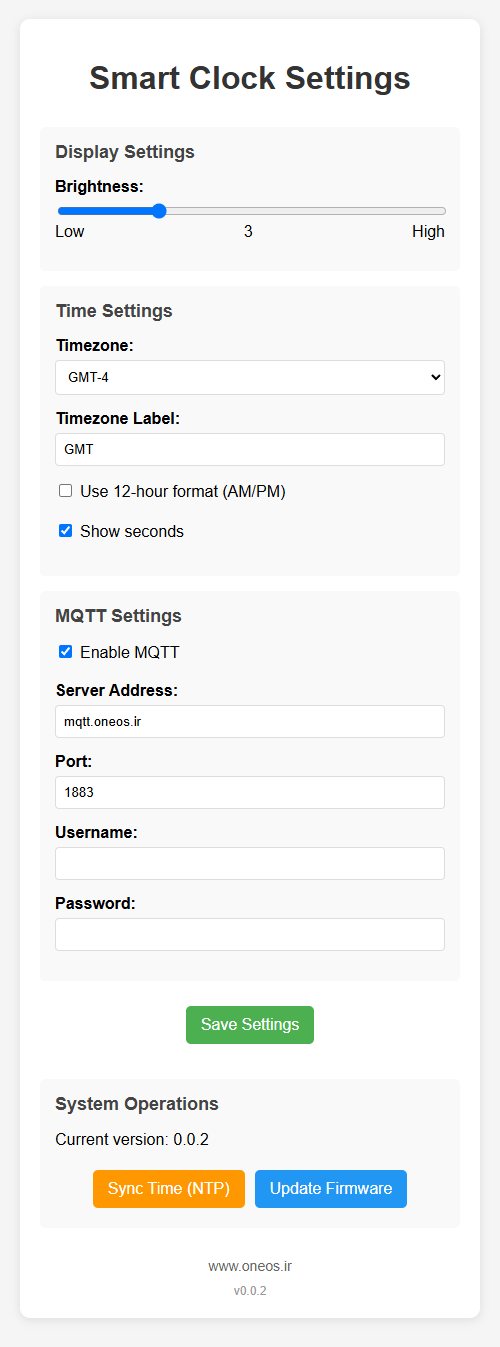 Smart Clock Settings
Display Settings
Brightness:
Low 3 High
Time Settings
Timezone:
GMT-4
Timezone Label:
GMT
Use 12-hour format (AM/PM)
Show seconds
MQTT Settings
Enable MQTT
Server Address:
mqtt.oneos.ir
Port:
1883
Username:
Password:
Save Settings
System Operations
Current version: 0.0.2
Sync Time (NTP) Update Firmware
www.oneos.ir
v0.0.2